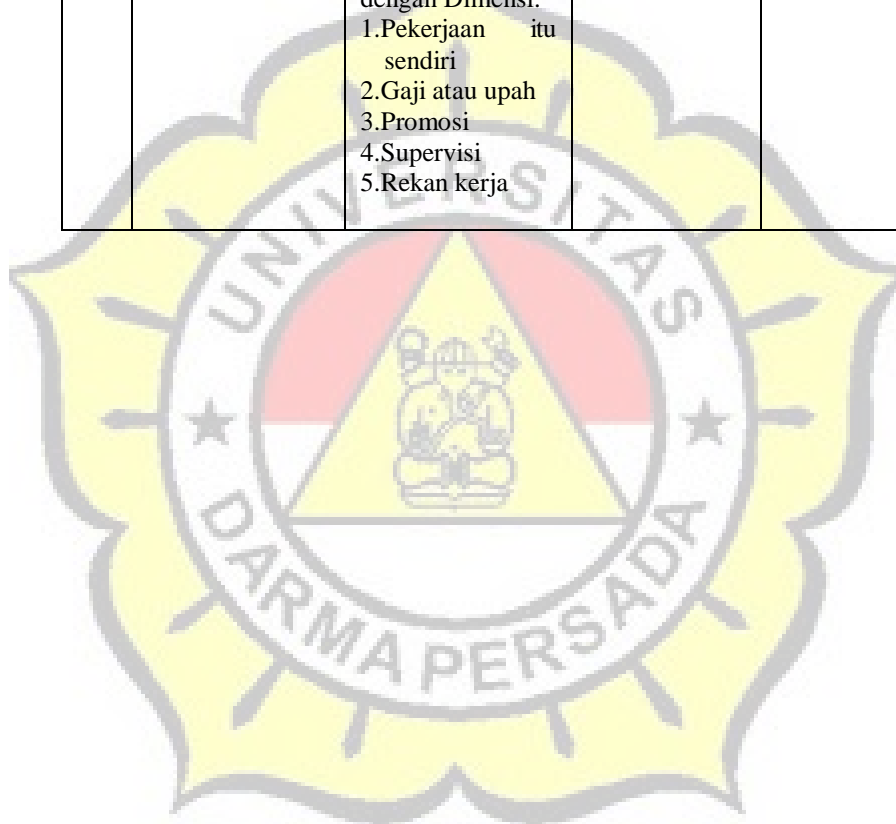 dengan Dimensi:
1.Pekerjaan itu
sendiri
2.Gaji atau upah
3.Promosi
4.Supervisi
5.Rekan kerja
UNIVERSITAS
DARMA PERSADA